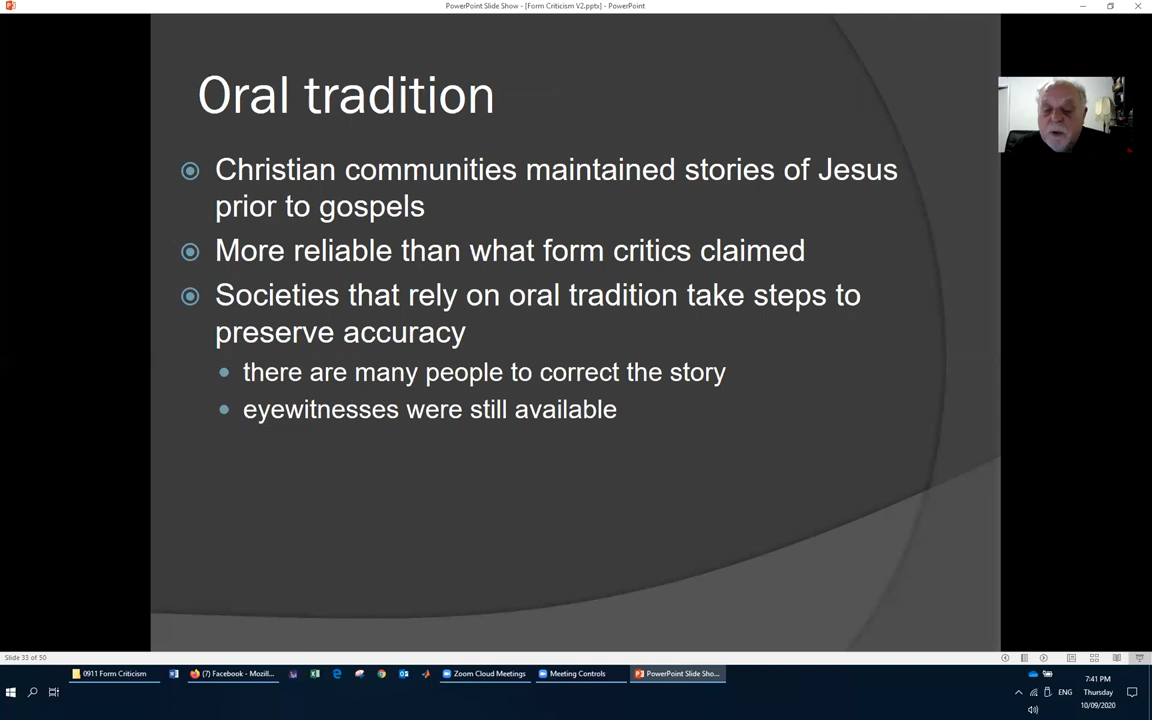 PowerPoint Slide Show - [Form Criticism V2.pptx] - PowerPoint
Oral tradition
Christian communities maintained stories of Jesus
prior to gospels
More reliable than what form critics claimed
Societies that rely on oral tradition take steps to
preserve accuracy
there are many people to correct the story
eyewitnesses were still available
Slide 33 of 50
0911 Form Criticism
(7) Facebook - Mozill...
Zoom Cloud Meetings
Meeting Controls
PowerPoint Slide Sho...
ENG
7:41 PM
Thursday
10/09/2020